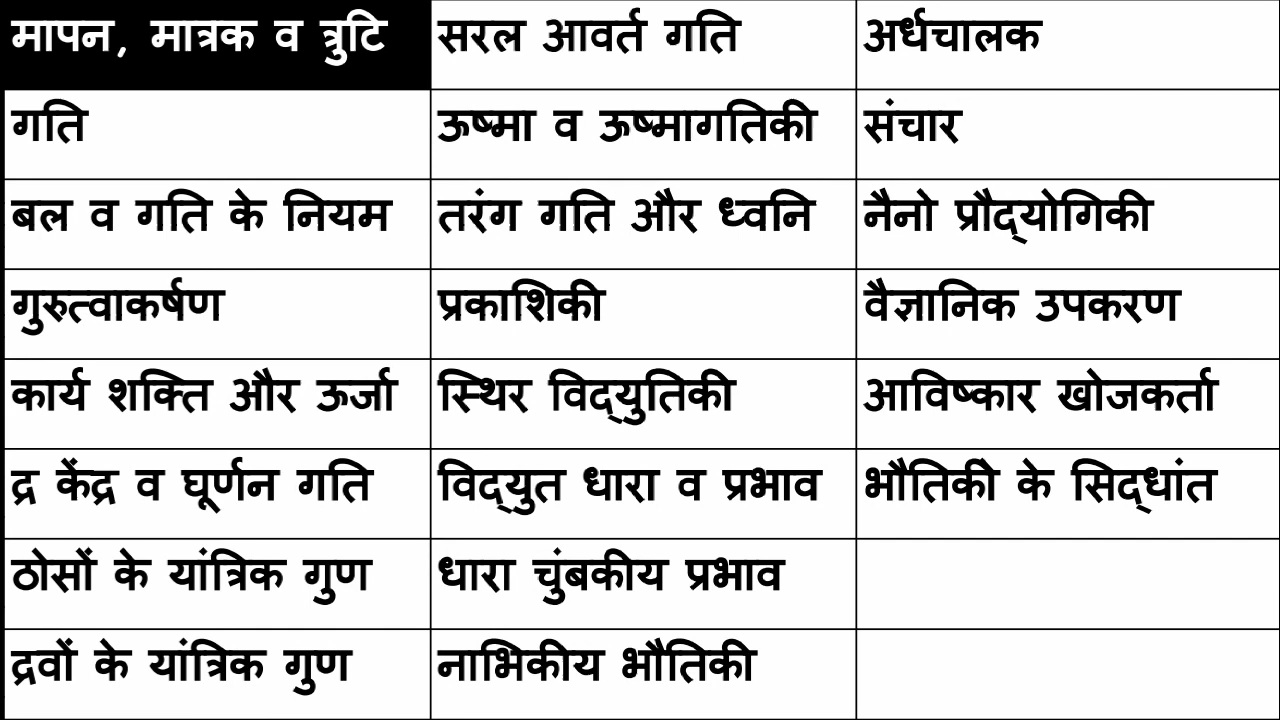 मापन, मात्रक व त्रुटि
सरल आवर्त गति
अर्धचालक
गति
ऊष्मा व ऊष्मागतिकी
संचार
बल व गति के नियम
तरंग गति और ध्वनि
नैनो प्रौद्योगिकी
गुरुत्वाकर्षण
प्रकाशिकी
वैज्ञानिक उपकरण
कार्य शक्ति और ऊर्जा
स्थिर विद्युतिकी
आविष्कार खोजकर्ता
द्र केंद्र व घूर्णन गति
विद्युत धारा व प्रभाव
भौतिकी के सिद्धांत
ठोसों के यांत्रिक गुण
धारा चुंबकीय प्रभाव
द्रवों के यांत्रिक गुण
नाभिकीय भौतिकी